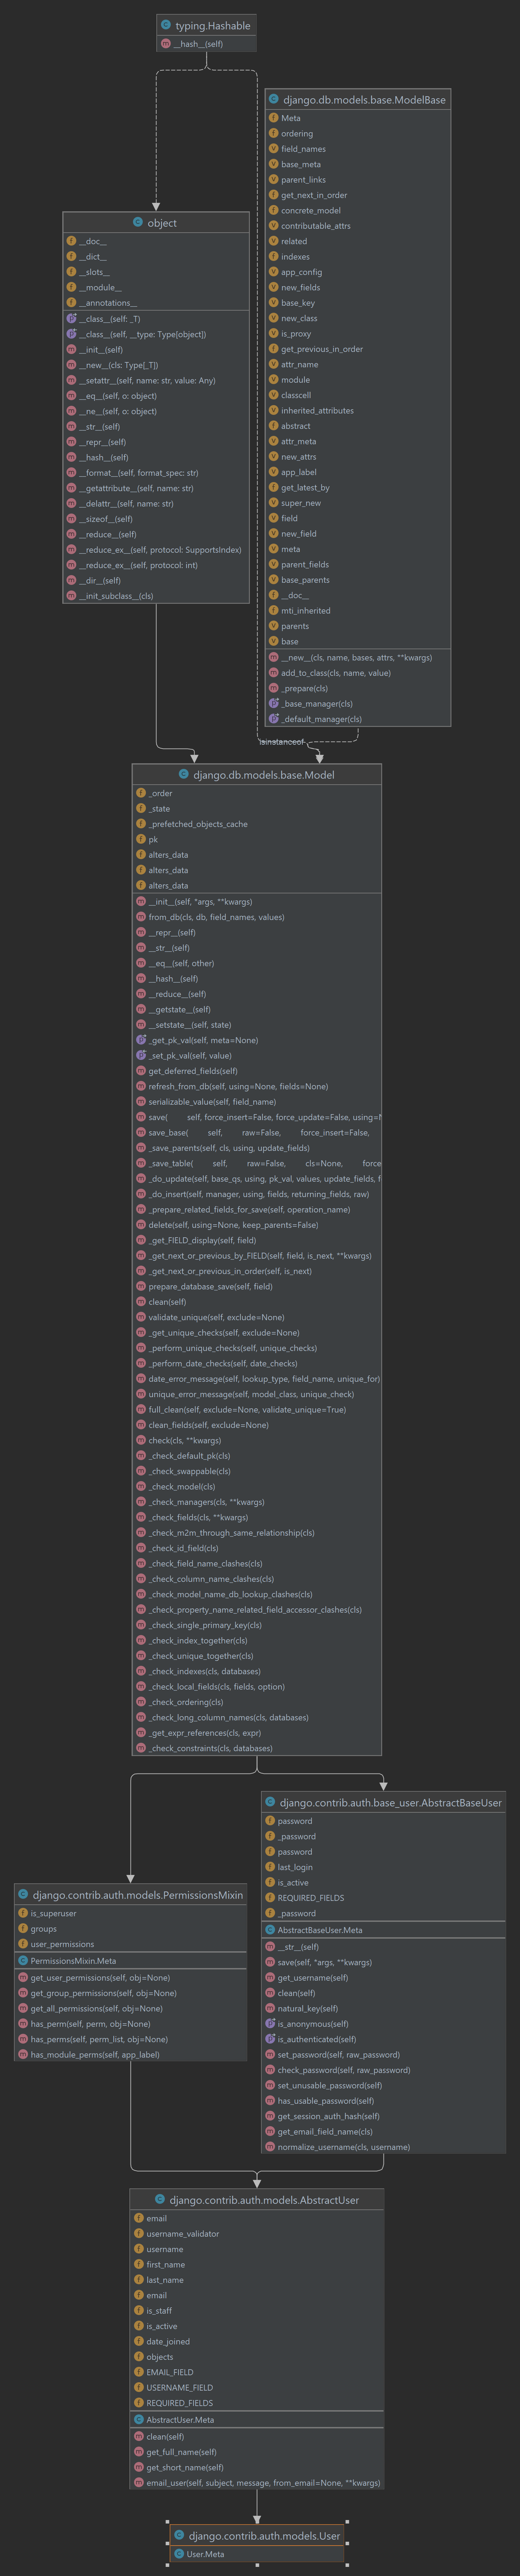 typing.Hashable
__hash__(self)
django.db.models.base.ModelBase
Meta
ordering
field_names
base_meta
parent_links
get_next_in_order
concrete_model
contributable_attrs
related
indexes
app_config
new_fields
base_key
new_class
is_proxy
get_previous_in_order
attr_name
module
classcell
inherited_attributes
abstract
attr_meta
new_attrs
app_label
get_latest_by
super_new
field
new_field
meta
parent_fields
base_parents
__doc__
mti_inherited
parents
base
__new__(cls, name, bases, attrs, **kwargs)
add_to_class(cls, name, value)
_prepare(cls)
_base_manager(cls)
_default_manager(cls)
object
__doc__
__dict__
__slots__
__module__
__annotations__
__class__(self: _T)
__class__(self, __type: Type[object])
__init__(self)
__new__(cls: Type[_T])
__setattr__(self, name: str, value: Any)
__eq__(self, o: object)
__ne__(self, o: object)
__str__(self)
__repr__(self)
__hash__(self)
__format__(self, format_spec: str)
__getattribute__(self, name: str)
__delattr__(self, name: str)
__sizeof__(self)
__reduce__(self)
__reduce_ex__(self, protocol: SupportsIndex)
__reduce_ex__(self, protocol: int)
__dir__(self)
__init_subclass__(cls)
isinstanceof
django.db.models.base.Model
_order
_state
_prefetched_objects_cache
pk
alters_data
alters_data
alters_data
__init__(self, *args, **kwargs)
from_db(cls, db, field_names, values)
__repr__(self)
__str__(self)
__eq__(self, other)
__hash__(self)
__reduce__(self)
__getstate__(self)
__setstate__(self, state)
_get_pk_val(self, meta=None)
_set_pk_val(self, value)
get_deferred_fields(self)
refresh_from_db(self, using=None, fields=None)
serializable_value(self, field_name)
save( self, force_insert=False, force_update=False, using=N
save_base( self, raw=False, force_insert=False,
_save_parents(self, cls, using, update_fields)
_save_table( self, raw=False, cls=None, force
_do_update(self, base_qs, using, pk_val, values, update_fields, f
_do_insert(self, manager, using, fields, returning_fields, raw)
_prepare_related_fields_for_save(self, operation_name)
delete(self, using=None, keep_parents=False)
_get_FIELD_display(self, field)
_get_next_or_previous_by_FIELD(self, field, is_next, **kwargs)
_get_next_or_previous_in_order(self, is_next)
prepare_database_save(self, field)
clean(self)
validate_unique(self, exclude=None)
_get_unique_checks(self, exclude=None)
_perform_unique_checks(self, unique_checks)
_perform_date_checks(self, date_checks)
date_error_message(self, lookup_type, field_name, unique_for)
unique_error_message(self, model_class, unique_check)
full_clean(self, exclude=None, validate_unique=True)
clean_fields(self, exclude=None)
check(cls, **kwargs)
_check_default_pk(cls)
_check_swappable(cls)
_check_model(cls)
_check_managers(cls, **kwargs)
_check_fields(cls, **kwargs)
_check_m2m_through_same_relationship(cls)
_check_id_field(cls)
_check_field_name_clashes(cls)
_check_column_name_clashes(cls)
_check_model_name_db_lookup_clashes(cls)
_check_property_name_related_field_accessor_clashes(cls)
_check_single_primary_key(cls)
_check_index_together(cls)
_check_unique_together(cls)
_check_indexes(cls, databases)
_check_local_fields(cls, fields, option)
_check_ordering(cls)
_check_long_column_names(cls, databases)
_get_expr_references(cls, expr)
_check_constraints(cls, databases)
django.contrib.auth.base_user.AbstractBaseUser
password
_password
password
last_login
is_active
REQUIRED_FIELDS
_password
AbstractBaseUser.Meta
__str__(self)
save(self, *args, **kwargs)
get_username(self)
clean(self)
natural_key(self)
is_anonymous(self)
is_authenticated(self)
set_password(self, raw_password)
check_password(self, raw_password)
set_unusable_password(self)
has_usable_password(self)
get_session_auth_hash(self)
get_email_field_name(cls)
normalize_username(cls, username)
django.contrib.auth.models.PermissionsMixin
is_superuser
groups
user_permissions
PermissionsMixin.Meta
get_user_permissions(self, obj=None)
get_group_permissions(self, obj=None)
get_all_permissions(self, obj=None)
has_perm(self, perm, obj=None)
has_perms(self, perm_list, obj=None)
has_module_perms(self, app_label)
django.contrib.auth.models.AbstractUser
email
username_validator
username
first_name
last_name
email
is_staff
is_active
date_joined
objects
EMAIL_FIELD
USERNAME_FIELD
REQUIRED_FIELDS
AbstractUser.Meta
clean(self)
get_full_name(self)
get_short_name(self)
email_user(self, subject, message, from_email=None, **kwargs)
django.contrib.auth.models.User
User.Meta